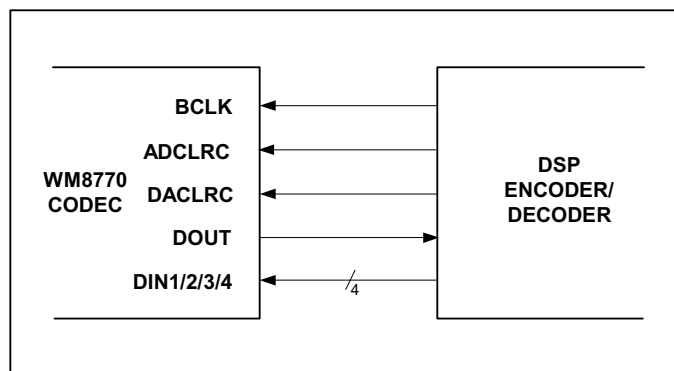 BCLK
ADCLRC
WM8770
CODEC
DACLRC
DOUT
DIN1/2/3/4
4
DSP
ENCODER/
DECODER